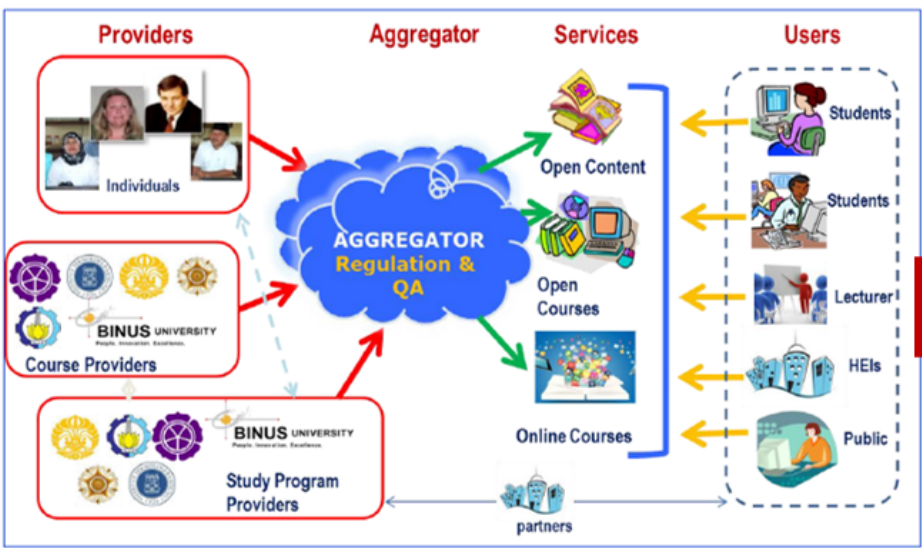 Providers
Aggregator
Services
Users
Individuals
BINUS UNIVERSITY
People. Innovation. Excellence.
Course Providers
BINUS UNIVERSITY
People. Innovation. Excellence.
Study Program
Providers
AGGREGATOR
Regulation &
QA
Open Content
Open
Courses
Online Courses
partners
Students
Students
Lecturer
HEIs
Public